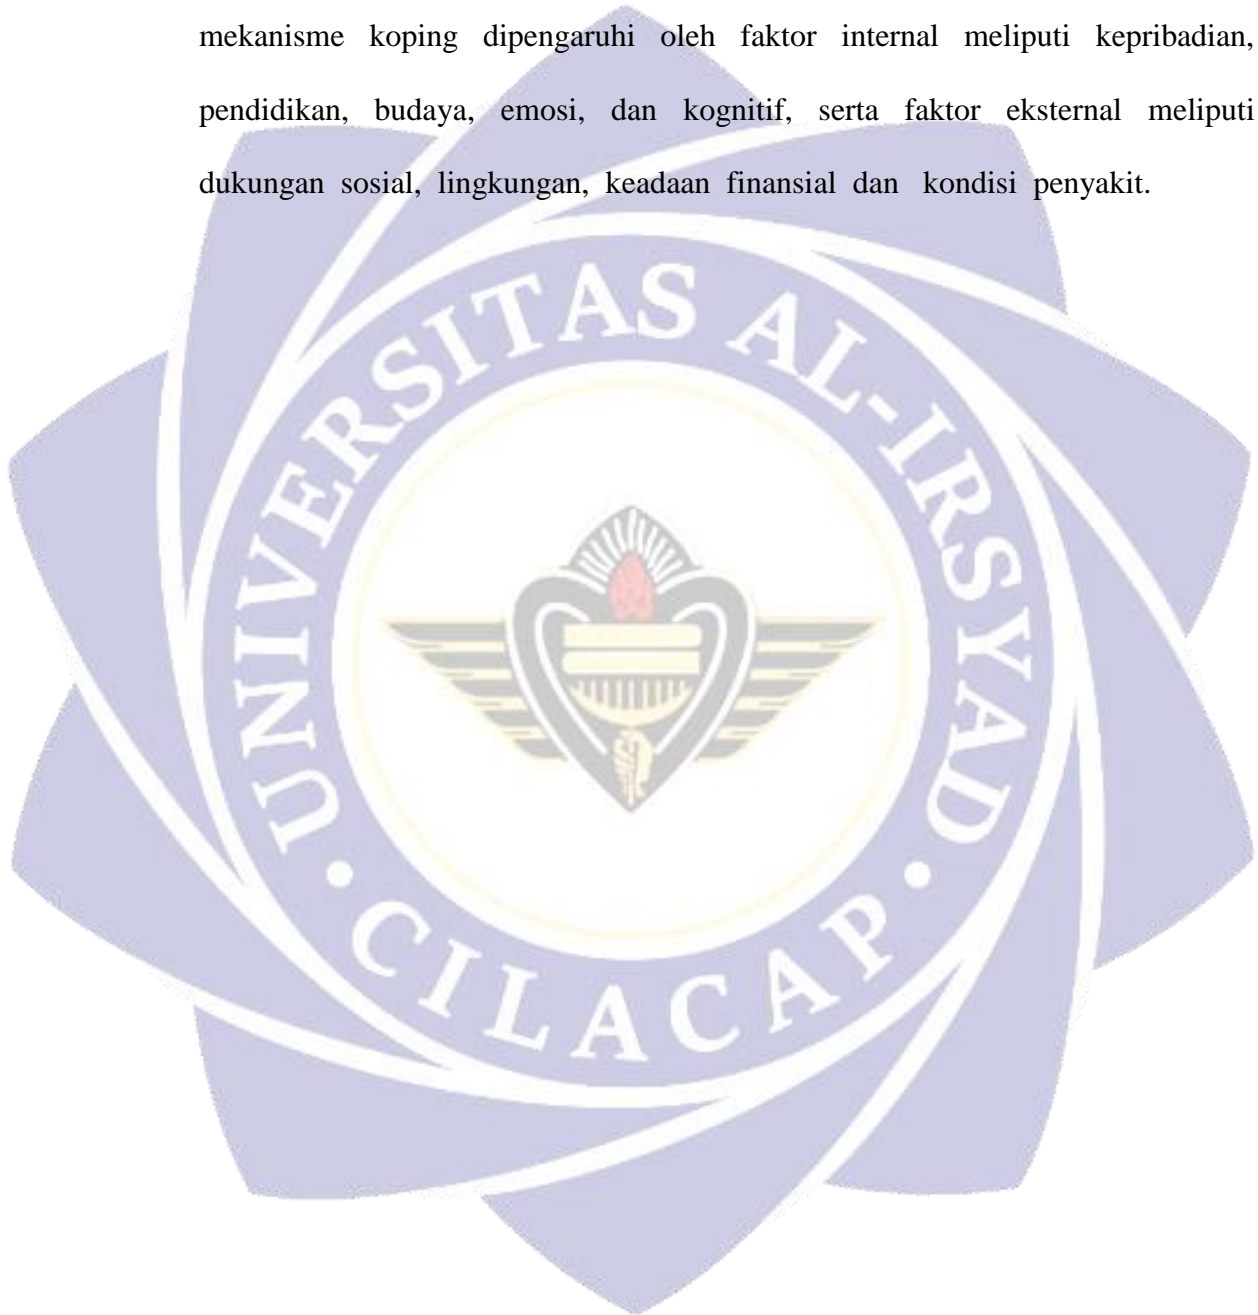 mekanisme koping dipengaruhi oleh faktor internal meliputi kepribadian,
pendidikan, budaya, emosi, dan kognitif, serta faktor eksternal meliputi
dukungan sosial, lingkungan, keadaan finansial dan kondisi penyakit.
UNIVERSITAS AL-IRSYAD
• CILACAP •